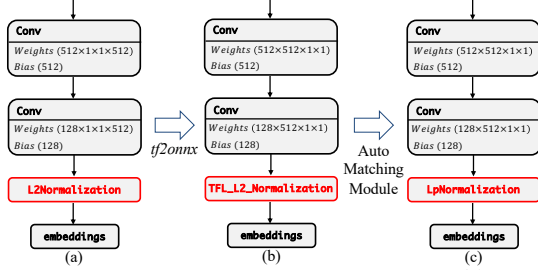 Conv
Weights (512×1×1×512)
Bias (512)
Conv
Weights (128×1×1×512)
Bias (128)
L2Normalization
embeddings
(a)
tf2onnx
Conv
Weights (512×512×1×1)
Bias (512)
Conv
Weights (128×512×1×1)
Bias (128)
TFL_L2_Normalization
embeddings
(b)
Auto
Matching
Module
Conv
Weights (512×512×1×1)
Bias (512)
Conv
Weights (128×512×1×1)
Bias (128)
LpNormalization
embeddings
(c)